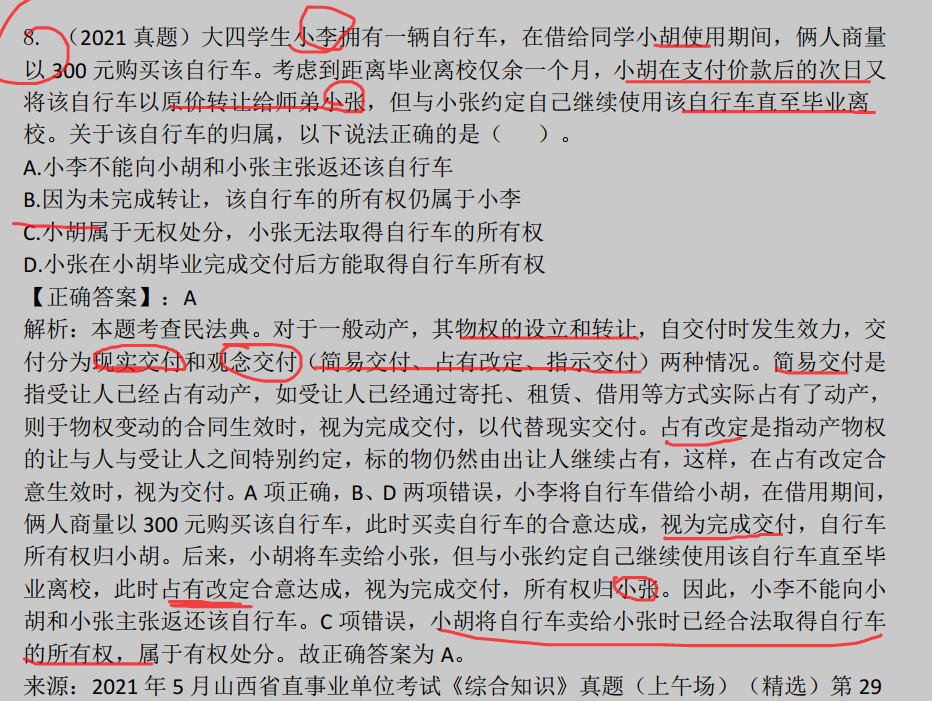 8. （2021 真题）大四学生小李拥有一辆自行车，在借给同学小胡使用期间，俩人商量
以 300 元购买该自行车。考虑到距离毕业离校仅余一个月，小胡在支付价款后的次日又
将该自行车以原价转让给师弟小张，但与小张约定自己继续使用该自行车直至毕业离
校。关于该自行车的归属，以下说法正确的是（ ）。
A.小李不能向小胡和小张主张返还该自行车
B.因为未完成转让，该自行车的所有权仍属于小李
C.小胡属于无权处分，小张无法取得自行车的所有权
D.小张在小胡毕业完成交付后方能取得自行车所有权
【正确答案】：A
解析：本题考查民法典。对于一般动产，其物权的设立和转让，自交付时发生效力，交
付分为现实交付和观念交付（简易交付、占有改定、指示交付）两种情况。简易交付是
指受让人已经占有动产，如受让人已经通过寄托、租赁、借用等方式实际占有了动产，
则于物权变动的合同生效时，视为完成交付，以代替现实交付。占有改定是指动产物权
的让与人与受让人之间特别约定，标的物仍然由出让人继续占有，这样，在占有改定合
意生效时，视为交付。A 项正确，B、D 两项错误，小李将自行车借给小胡，在借用期间，
俩人商量以 300 元购买该自行车，此时买卖自行车的合意达成，视为完成交付，自行车
所有权归小胡。后来，小胡将车卖给小张，但与小张约定自己继续使用该自行车直至毕
业离校，此时占有改定合意达成，视为完成交付，所有权归小张。因此，小李不能向小
胡和小张主张返还该自行车。C 项错误，小胡将自行车卖给小张时已经合法取得自行车
的所有权，属于有权处分。故正确答案为 A。
来源：2021 年 5 月山西省直事业单位考试《综合知识》真题（上午场）（精选）第 29